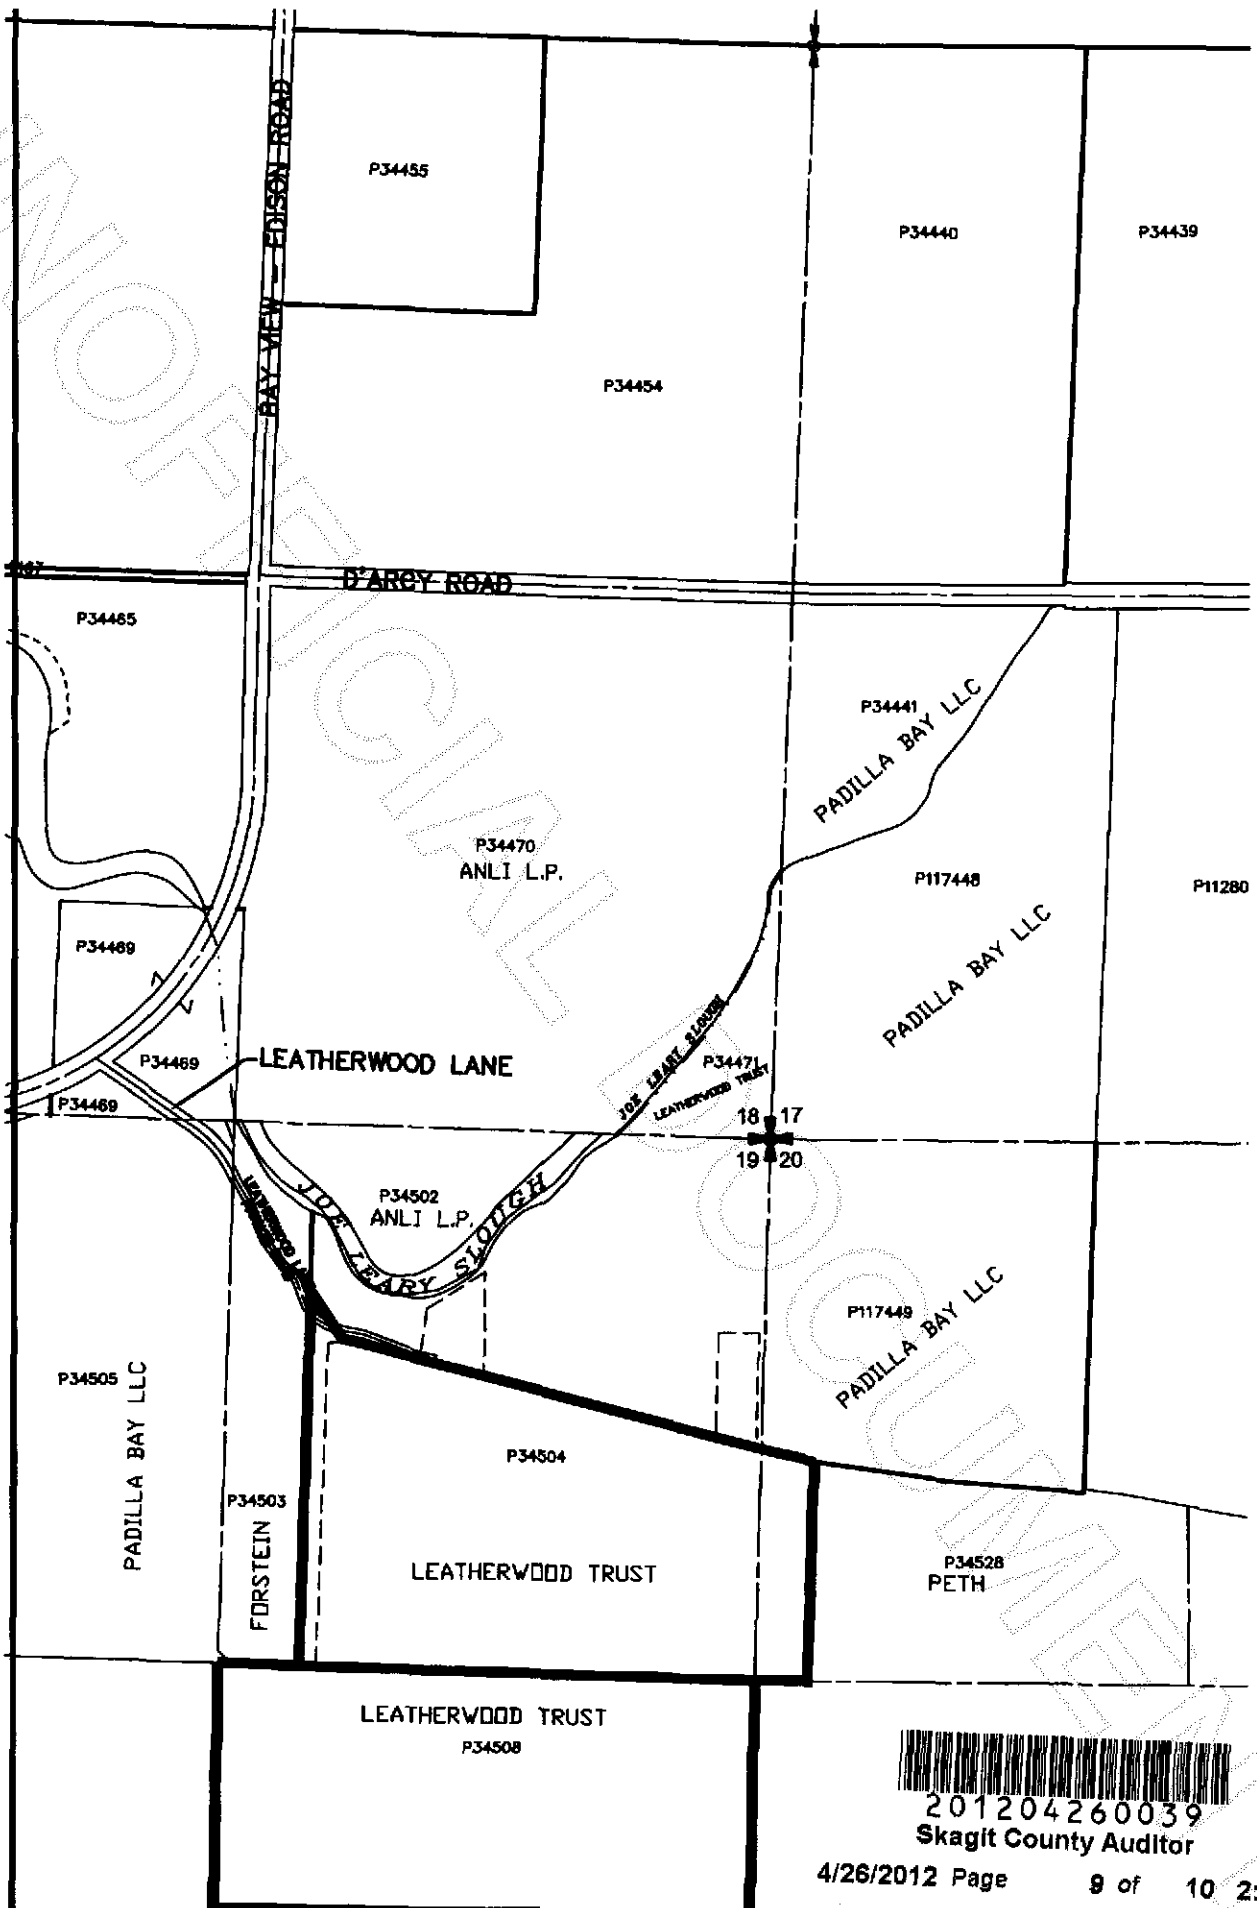 BAY VIEW - EDISON ROAD
P34455
P34440
P34439
P34454
D'ARCY ROAD
P34465
P34441
PADILLA BAY LLC
P34470
ANLI L.P.
P117448
P11280
PADILLA BAY LLC
P34469
P34469
LEATHERWOOD LANE
P34469
JOE LEARY SLOUGH
P34471
LEATHERWOOD TRUST
18 17
19 20
P34502
ANLI L.P.
JOE LEARY SLOUGH
P117449
PADILLA BAY LLC
P34505
PADILLA BAY LLC
P34504
P34503
FORSTEIN
LEATHERWOOD TRUST
P34528
PETH
LEATHERWOOD TRUST
P34508
UNOFFICIAL DOCUMENT
201204260039
Skagit County Auditor
4/26/2012 Page 9 of 10 2: